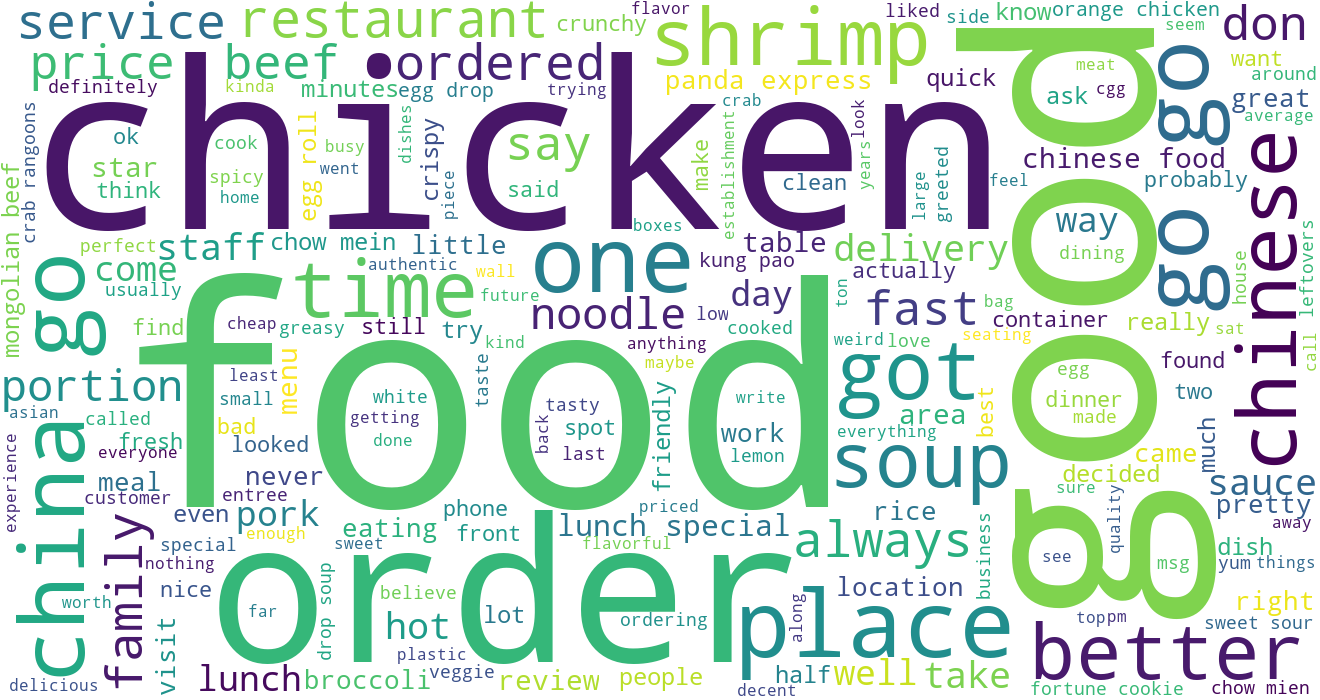 service
restaurant
crunchy
flavor
shrimp
liked
side
know
orange chicken
don
seem
price
beef
ordered
panda express
quick
meat
go
want
around
definitely
kinda
minutes
egg drop
trying
crab
ask
cgg
great
average
chicken
food
order
good
chinese
ok
cook
egg roll
busy
dishes
crispy
say
make
look
years
star
think
spicy
home
went
piece
said
establishment
clean
large
greeted
feel
chinese food
probably
crab rangoons
mongolian beef
boxes
way
dining
perfect
staff
chow mein
little
one
table
delivery
go
go
come
usually
authentic
time
wall
future
kung pao
actually
day
ton
fast
bag
house
call
leftovers
find
cheap
greasy
still
try
kind
noodle
low
cooked
anything
maybe
weird
love
container
seating
really
sat
portion
least
small
menu
white
getting
done
taste
tasty
spot
back
last
write
work
lemon
got
area
best
egg
dinner
made
found
two
asian
called
fresh
bad
looked
everyone
friendly
everything
came
decided
much
china
experience
meal
customer
never
entree
soup
sure
sauce
pretty
away
family
even
pork
phone
priced
rice
quality
special
enough
eating
front
sweet
lunch special
flavorful
always
business
see
msg
dish
yum
things
nothing
nice
worth
far
drop soup
believe
hot
lot
ordering
place
location
along
top
pm
right
sweet sour
visit
plastic
veggie
better
delicious
lunch
broccoli
review
people
decent
half
well
take
fortune cookie
chow mien